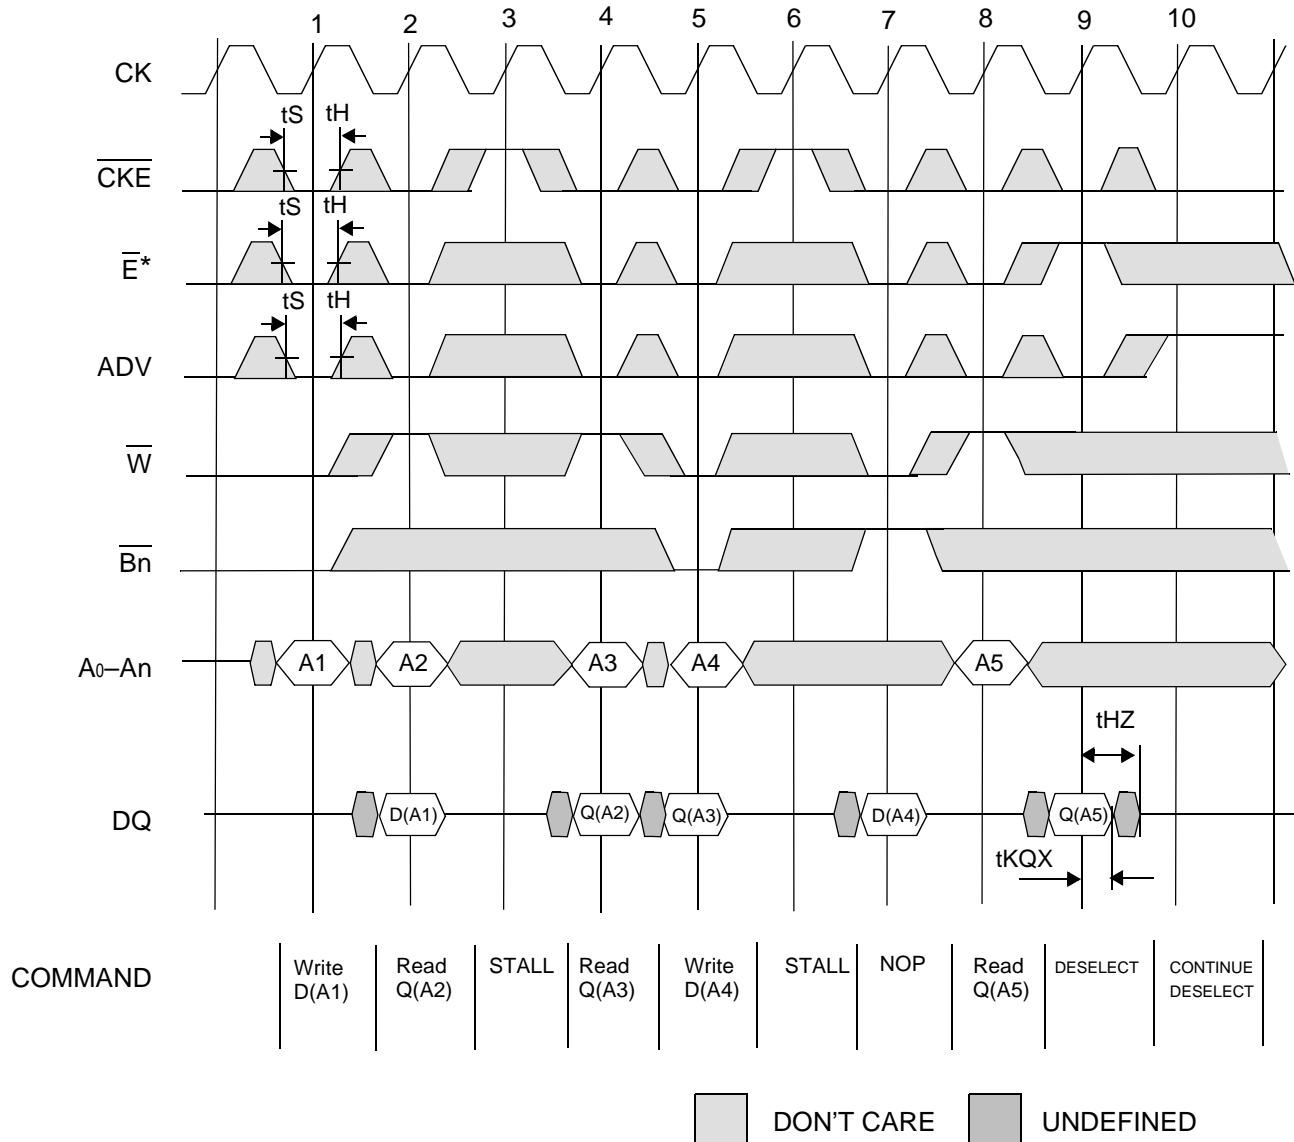 1 2 3 4 5 6 7 8 9 10
CK
tS tH
CKE
tS tH
E*
tS tH
ADV
W
Bn
A0–An A1 A2 A3 A4 A5
tHZ
DQ D(A1) Q(A2) Q(A3) D(A4) Q(A5)
tKQX
COMMAND
Write
D(A1)
Read
Q(A2)
STALL
Read
Q(A3)
Write
D(A4)
STALL
NOP
Read
Q(A5)
DESELECT
CONTINUE
DESELECT
DON'T CARE
UNDEFINED